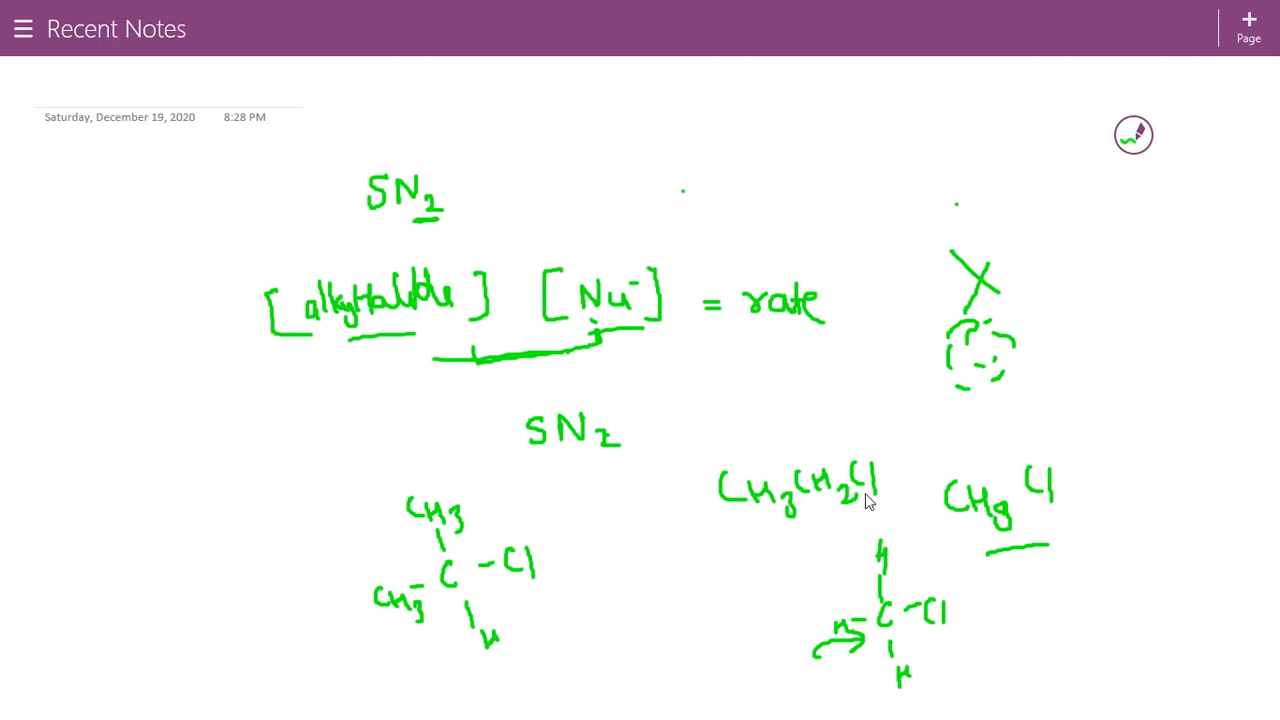 Recent Notes
Page
Saturday, December 19, 2020 8:28 PM
SN2
[alkyl halide] [Nu-] = rate
SN2
CH3CH2Cl CH3Cl
CH3
C - Cl
CH3 -
H
H
H - C - Cl
H